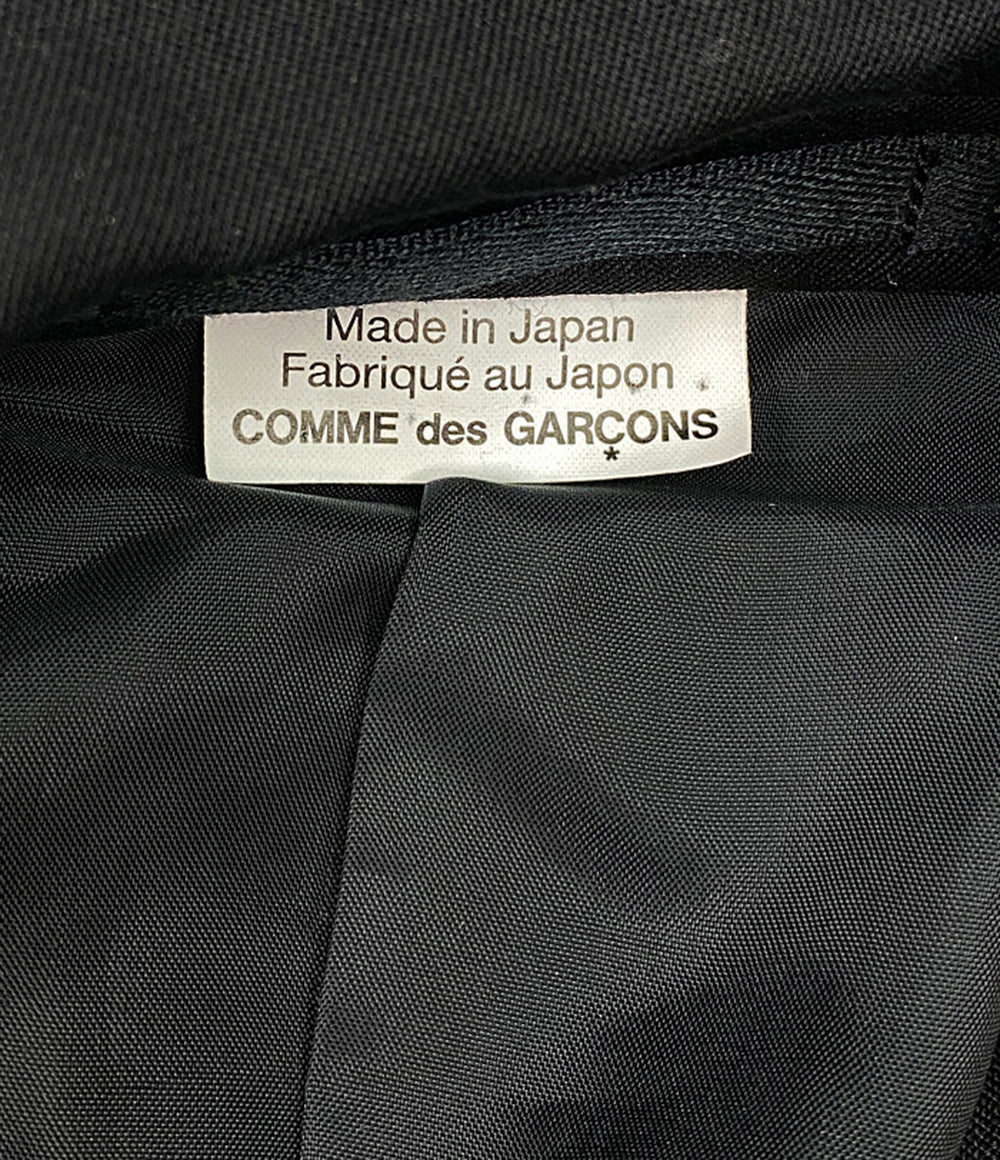 Made in Japan
Fabriqué au Japon
COMME des GARÇONS
*